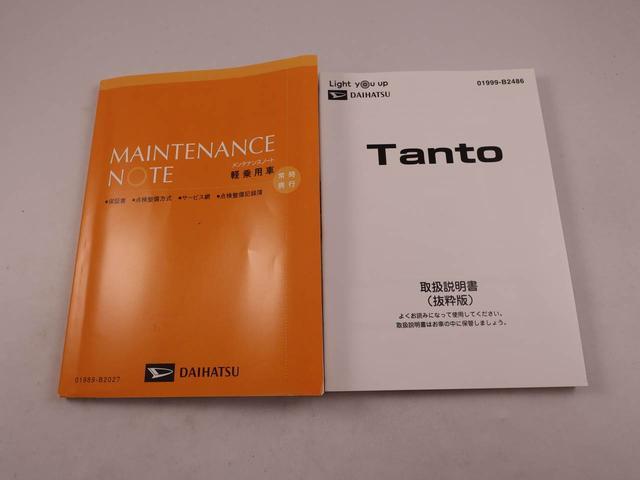 MAINTENANCE
NOTE
メンテナンスノート
軽乗用車
常時
携行
●保証書 ●点検整備方式 ●サービス網 ●点検整備記録簿
DAIHATSU
01989-B2027
Light you up
DAIHATSU
01999-B2486
Tanto
取扱説明書
(抜粋版)
よくお読みになって使用してください。
取扱説明書はお車の中に保管しましょう。